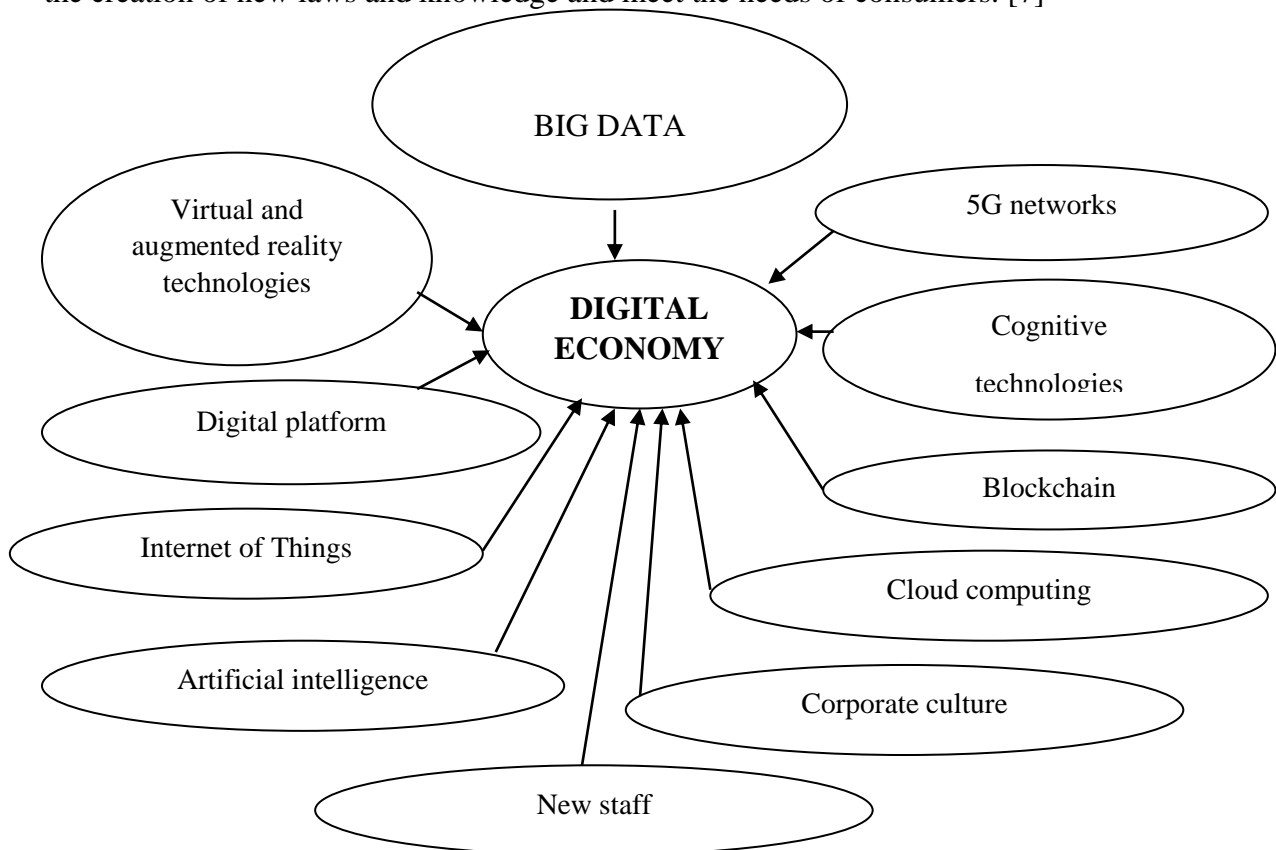 the creation of new laws and knowledge and meet the needs of consumers. [7]
BIG DATA
Virtual and
augmented reality
technologies
5G networks
DIGITAL
ECONOMY
Cognitive
technologies
Digital platform
Blockchain
Internet of Things
Cloud computing
Artificial intelligence
Corporate culture
New staff